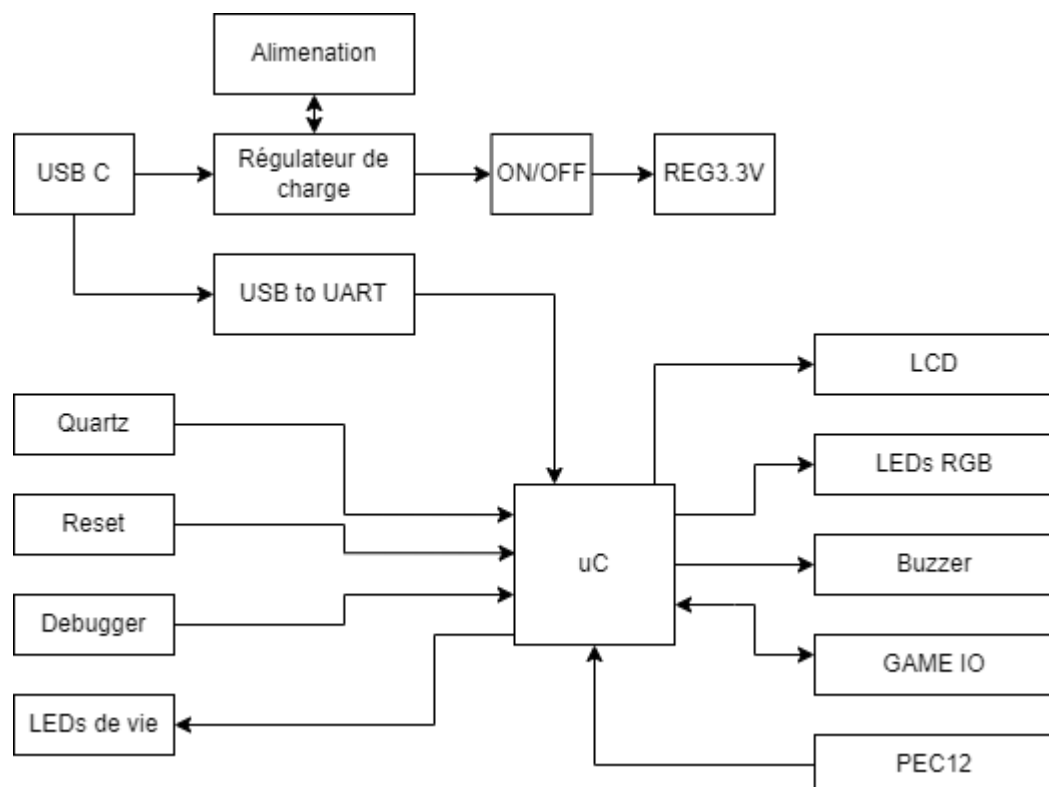 Alimenation
USB C
Régulateur de
charge
ON/OFF
REG3.3V
USB to UART
LCD
Quartz
LEDs RGB
Reset
uC
Buzzer
Debugger
GAME IO
LEDs de vie
PEC12